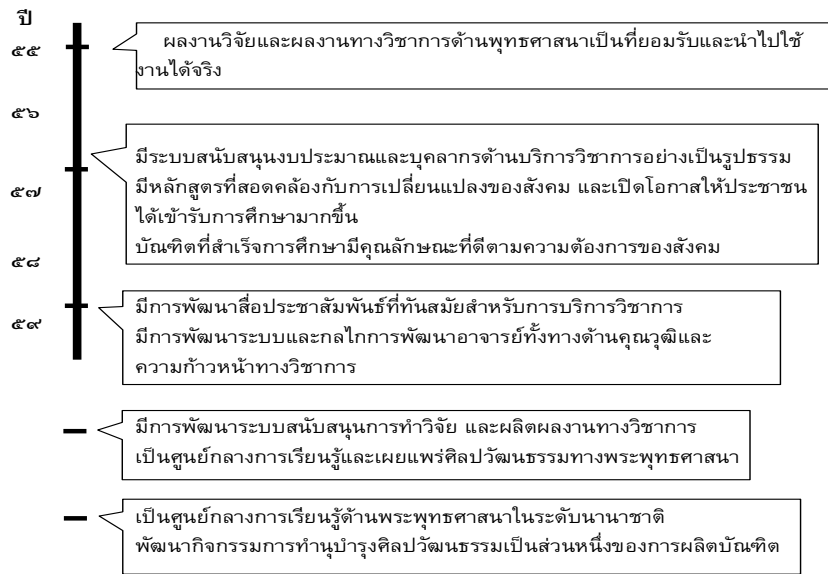 ปี
๕๕
ผลงานวิจัยและผลงานทางวิชาการด้านพุทธศาสนาเป็นที่ยอมรับและนำไปใช้
งานได้จริง
๕๖
มีระบบสนับสนุนงบประมาณและบุคลากรด้านบริการวิชาการอย่างเป็นรูปธรรม
๕๗
มีหลักสูตรที่สอดคล้องกับการเปลี่ยนแปลงของสังคม และเปิดโอกาสให้ประชาชน
ได้เข้ารับการศึกษามากขึ้น
บัณฑิตที่สำเร็จการศึกษามีคุณลักษณะที่ดีตามความต้องการของสังคม
๕๘
มีการพัฒนาสื่อประชาสัมพันธ์ที่ทันสมัยสำหรับการบริการวิชาการ
๕๙
มีการพัฒนาระบบและกลไกการพัฒนาอาจารย์ทั้งทางด้านคุณวุฒิและ
ความก้าวหน้าทางวิชาการ
มีการพัฒนาระบบสนับสนุนการทำวิจัย และผลิตผลงานทางวิชาการ
เป็นศูนย์กลางการเรียนรู้และเผยแพร่ศิลปวัฒนธรรมทางพระพุทธศาสนา
เป็นศูนย์กลางการเรียนรู้ด้านพระพุทธศาสนาในระดับนานาชาติ
พัฒนากิจกรรมการทำนุบำรุงศิลปวัฒนธรรมเป็นส่วนหนึ่งของการผลิตบัณฑิต